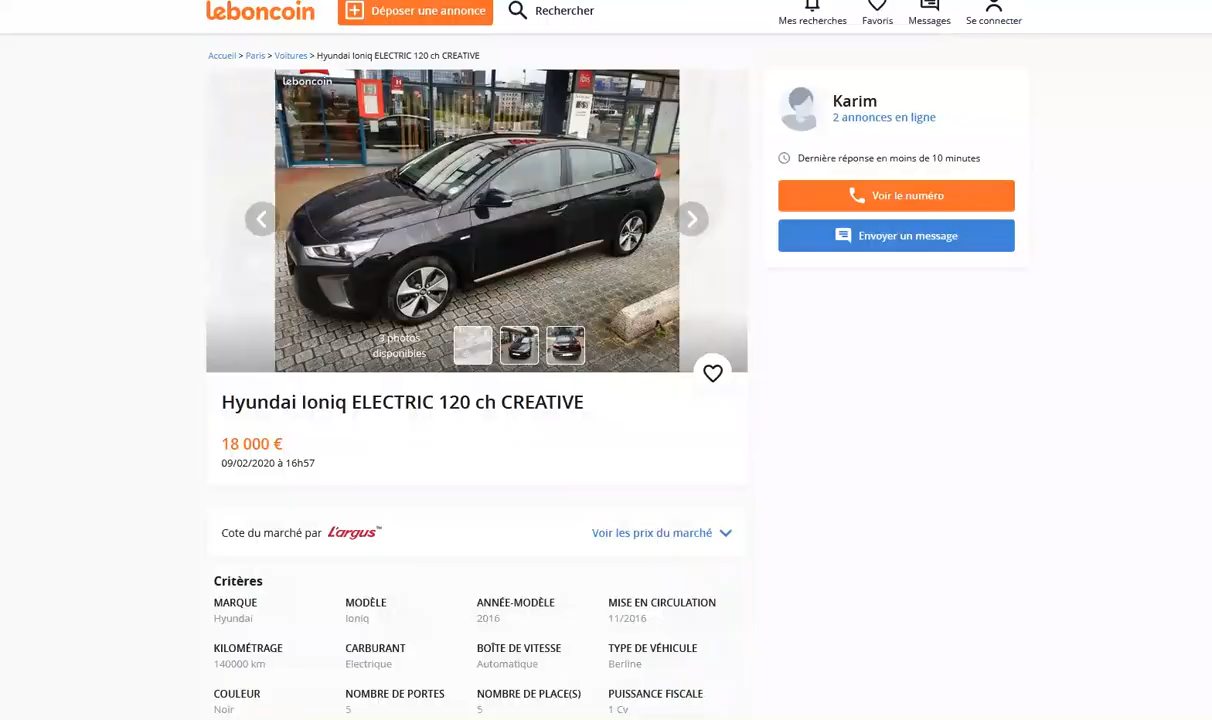 leboncoin
Déposer une annonce
Rechercher
Mes recherches
Favoris
Messages
Se connecter
Accueil > Paris > Voitures > Hyundai Ioniq ELECTRIC 120 ch CREATIVE
leboncoin
3 photos
disponibles
Karim
2 annonces en ligne
Dernière réponse en moins de 10 minutes
Voir le numéro
Envoyer un message
Hyundai Ioniq ELECTRIC 120 ch CREATIVE
18 000 €
09/02/2020 à 16h57
Cote du marché par L'argus™
Voir les prix du marché
Critères
MARQUE
Hyundai
MODÈLE
Ioniq
ANNÉE-MODÈLE
2016
MISE EN CIRCULATION
11/2016
KILOMÉTRAGE
140000 km
CARBURANT
Electrique
BOÎTE DE VITESSE
Automatique
TYPE DE VÉHICULE
Berline
COULEUR
Noir
NOMBRE DE PORTES
5
NOMBRE DE PLACE(S)
5
PUISSANCE FISCALE
1 Cv